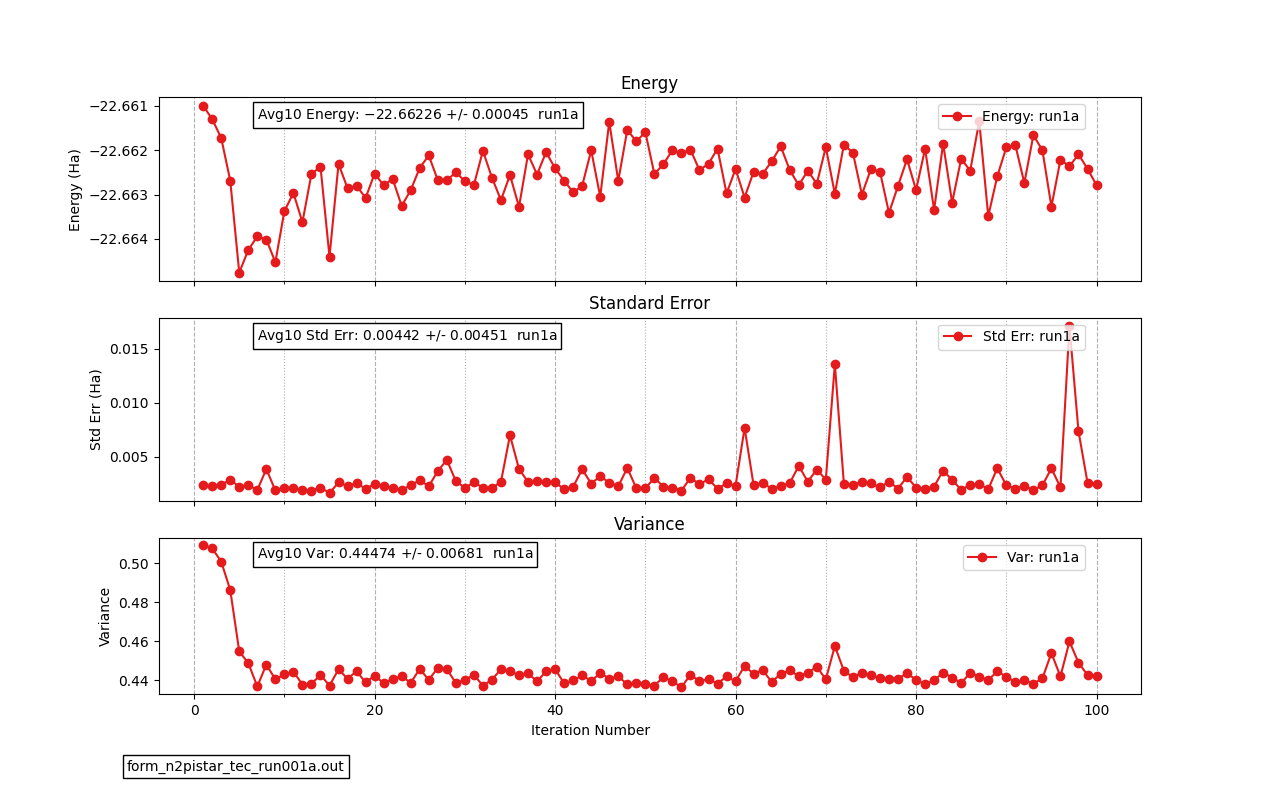 Energy
Energy (Ha)
−22.661
−22.662
−22.663
−22.664
Avg10 Energy: −22.66226 +/- 0.00045 run1a
Energy: run1a
Standard Error
Std Err (Ha)
0.015
0.010
0.005
Avg10 Std Err: 0.00442 +/- 0.00451 run1a
Std Err: run1a
Variance
Variance
0.50
0.48
0.46
0.44
Avg10 Var: 0.44474 +/- 0.00681 run1a
Var: run1a
0 20 40 60 80 100
Iteration Number
form_n2pistar_tec_run001a.out